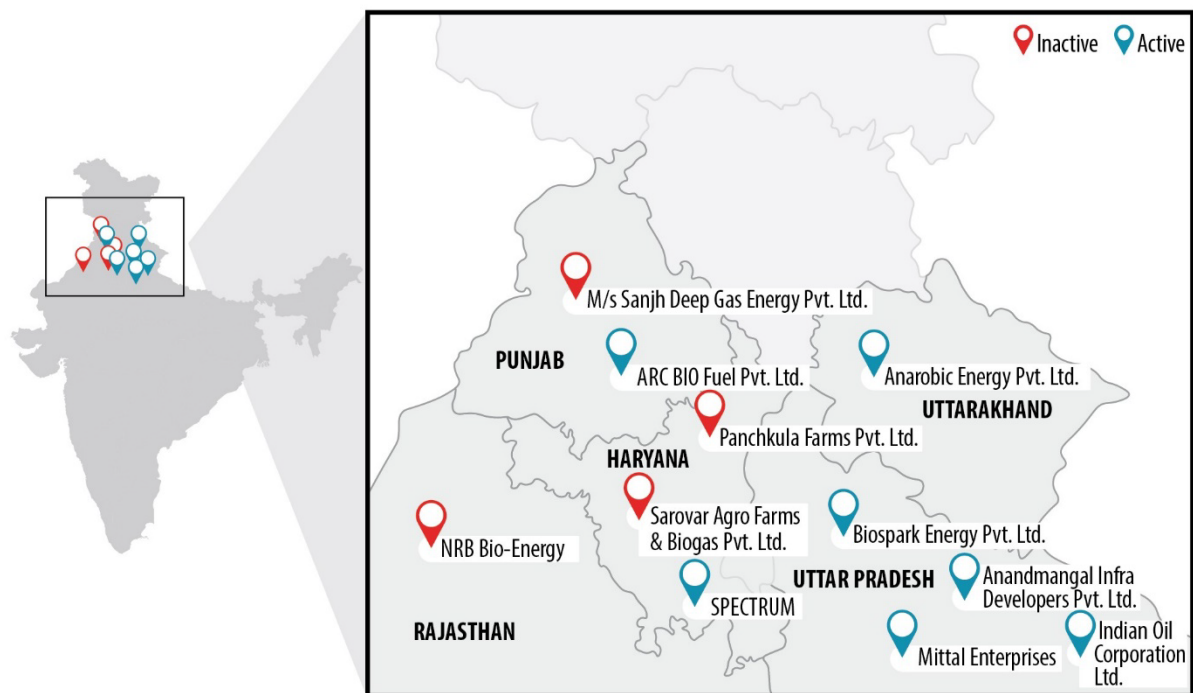 Inactive
Active
M/s Sanjh Deep Gas Energy Pvt. Ltd.
PUNJAB
ARC BIO Fuel Pvt. Ltd.
Anarobic Energy Pvt. Ltd.
UTTARAKHAND
Panchkula Farms Pvt. Ltd.
HARYANA
Sarovar Agro Farms
& Biogas Pvt. Ltd.
NRB Bio-Energy
Biospark Energy Pvt. Ltd.
UTTAR PRADESH
Anandmangal Infra
Developers Pvt. Ltd.
SPECTRUM
RAJASTHAN
Mittal Enterprises
Indian Oil
Corporation
Ltd.